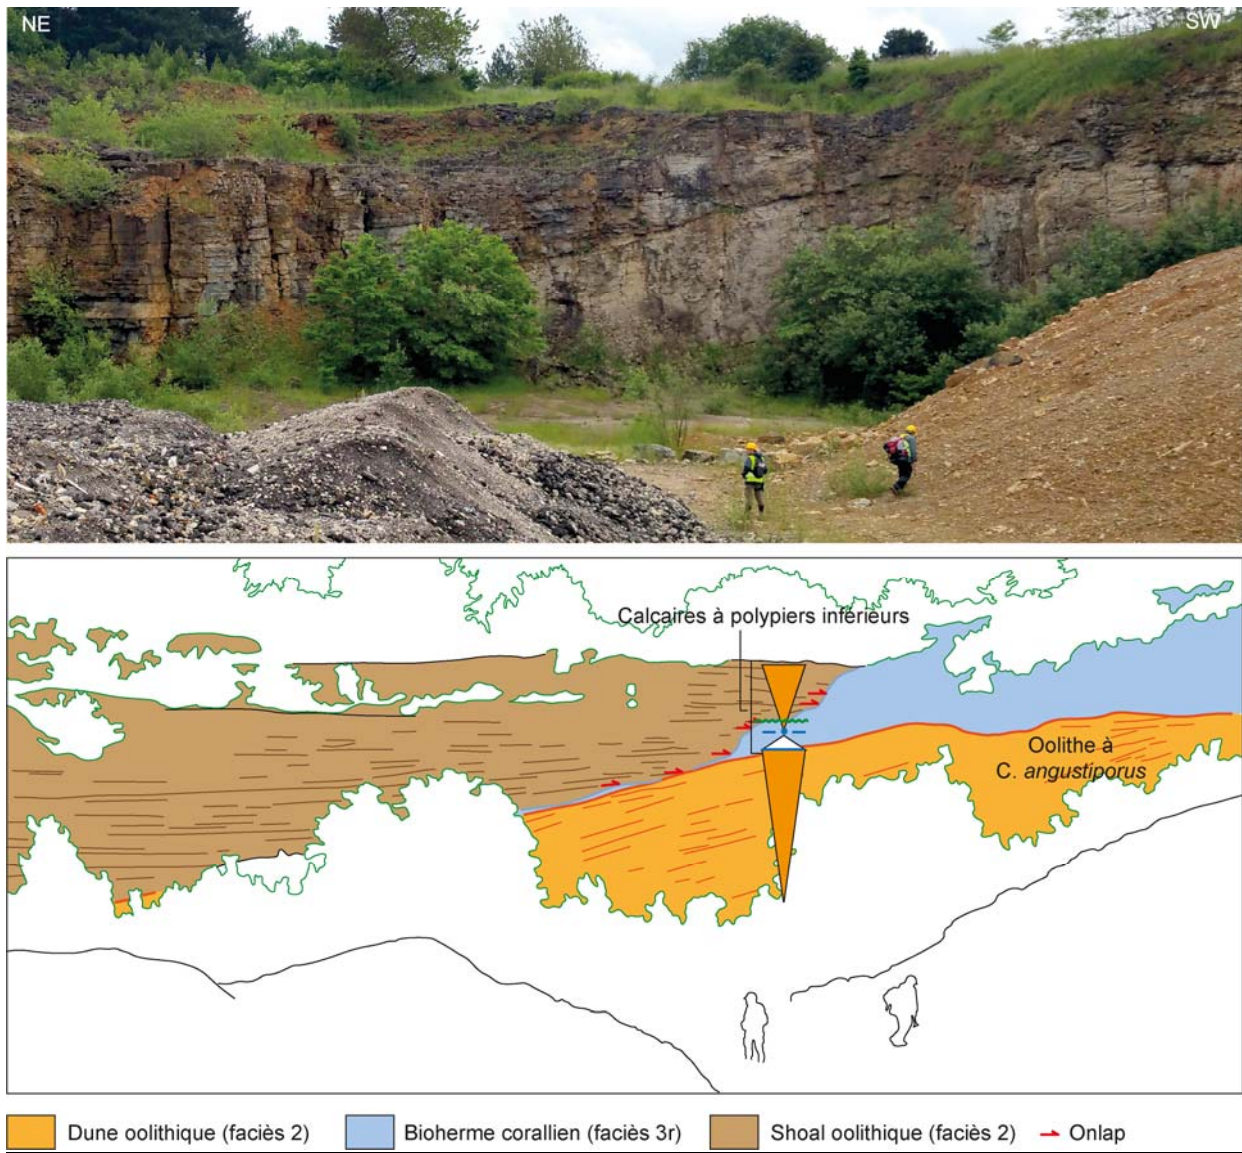 NE
SW
Calcaires à polypiers inférieurs
Oolithe à
C. angustiporus
Dune oolithique (faciès 2)
Bioherme corallien (faciès 3r)
Shoal oolithique (faciès 2)
Onlap